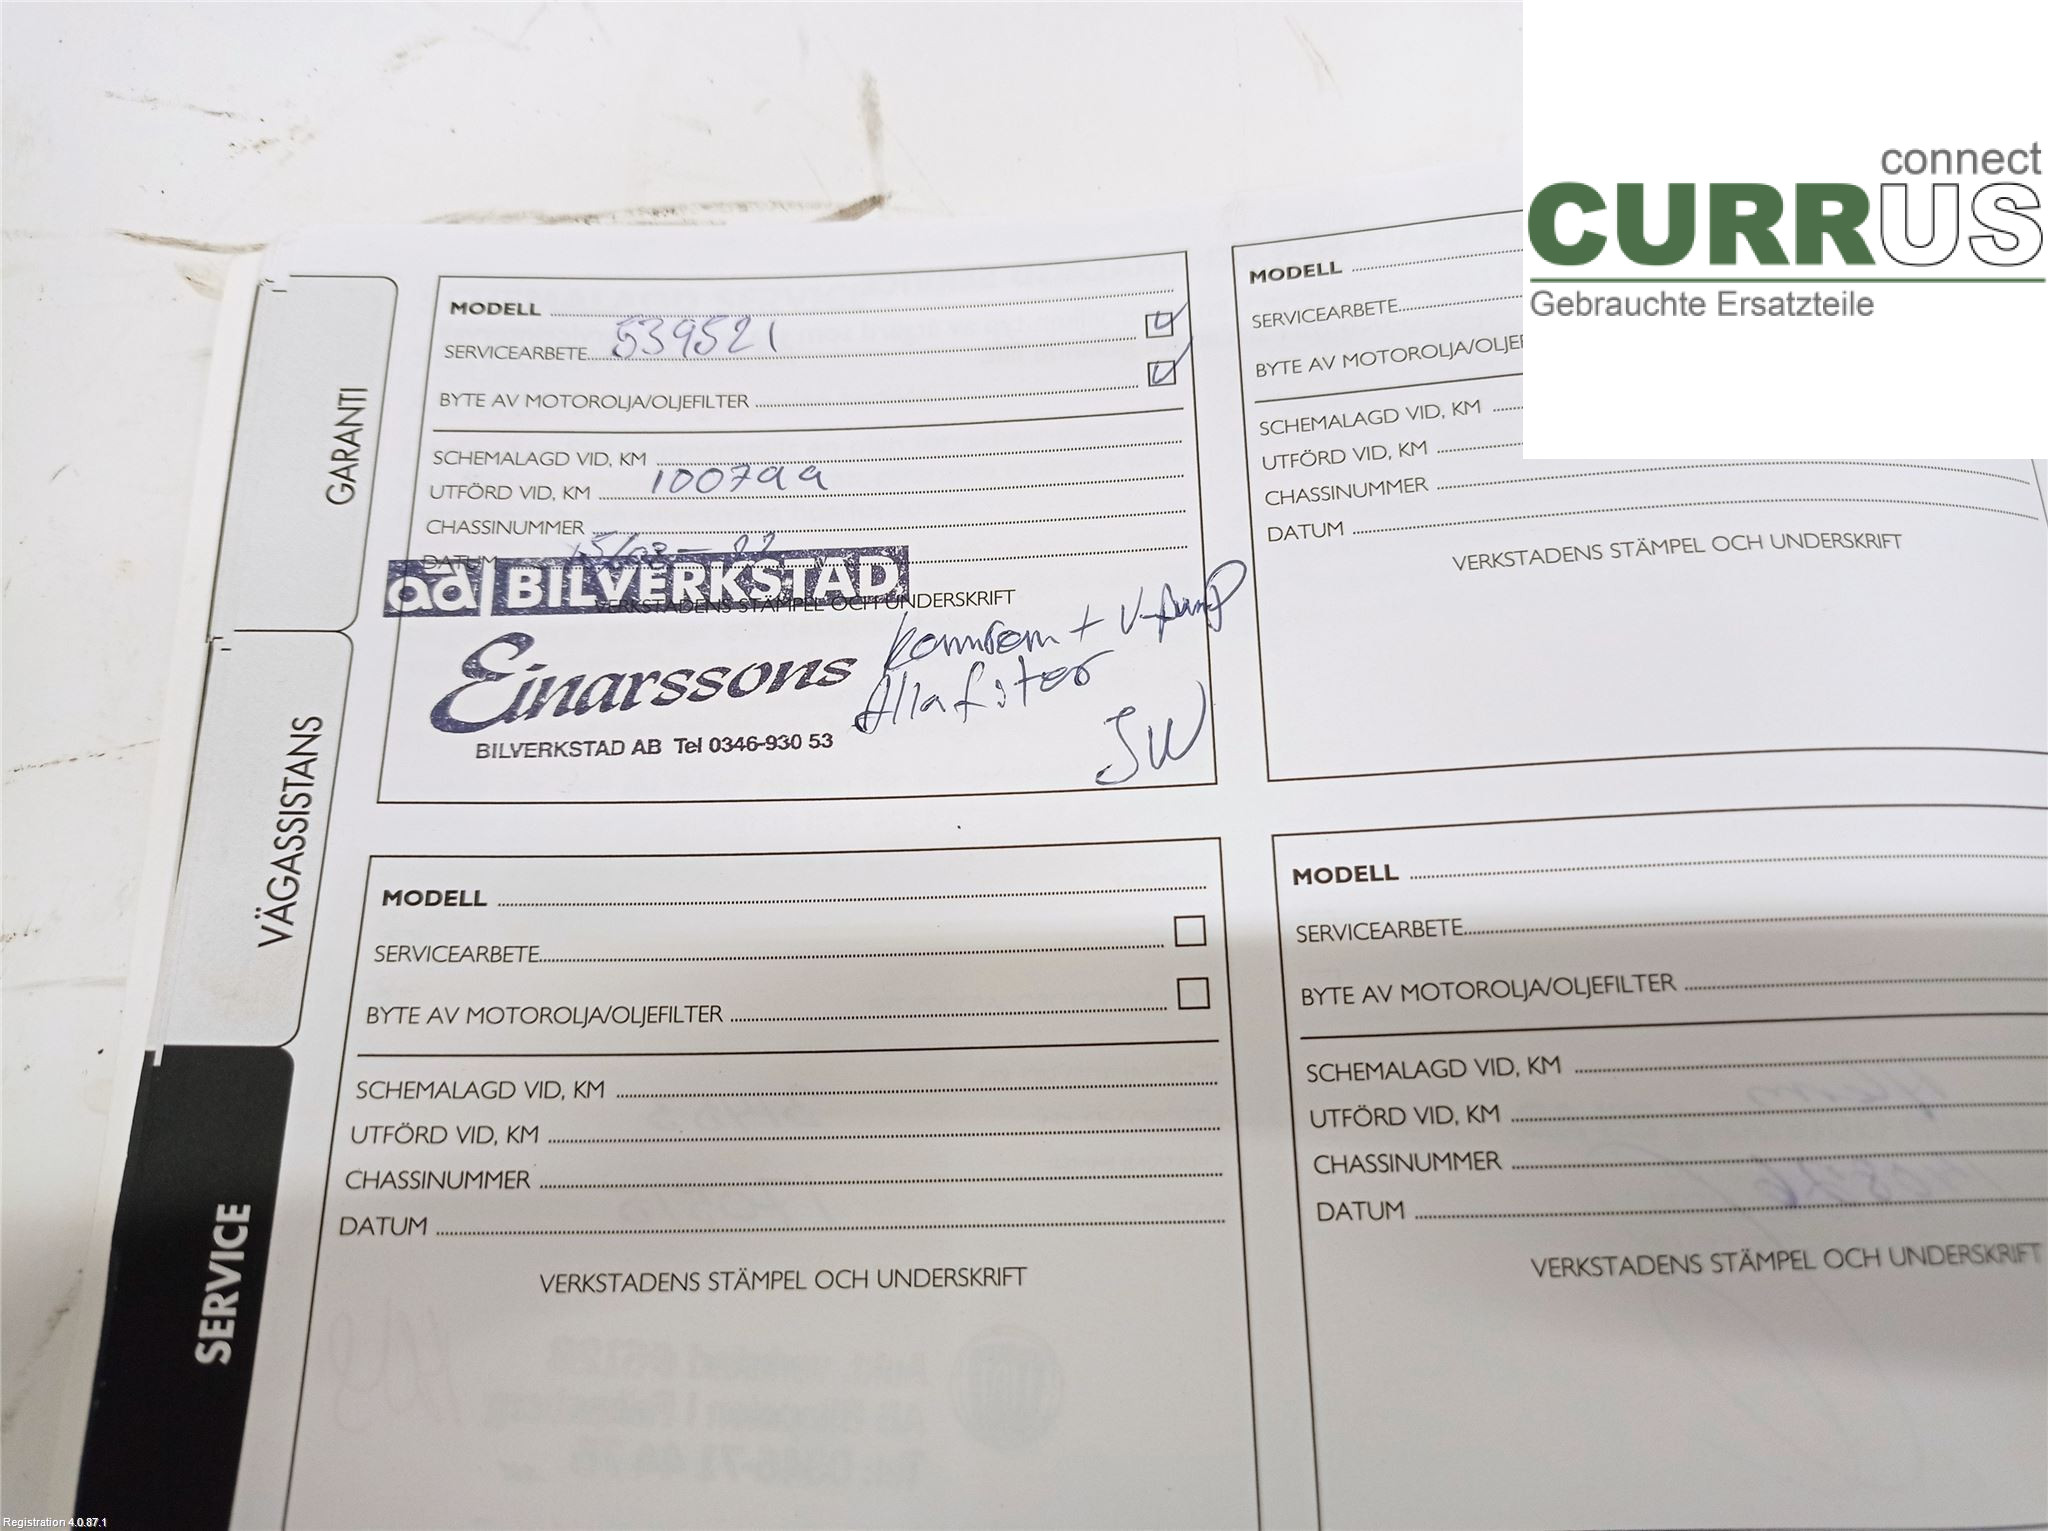 connect
CURRUS
Gebrauchte Ersatzteile
GARANTI
VÄGASSISTANS
SERVICE
MODELL
539521
SERVICEARBETE
BYTE AV MOTOROLJA/OLJEFILTER
SCHEMALAGD VID, KM
UTFÖRD VID, KM 100799
CHASSINUMMER
DATUM
ad BILVERKSTAD
VERKSTADENS STÄMPEL OCH UNDERSKRIFT
Einarssons
BILVERKSTAD AB Tel 0346-930 53
Kamrem + V-pump
Alla filter
SW
MODELL
SERVICEARBETE
BYTE AV MOTOROLJA/OLJEF
SCHEMALAGD VID, KM
UTFÖRD VID, KM
CHASSINUMMER
DATUM
VERKSTADENS STÄMPEL OCH UNDERSKRIFT
MODELL
SERVICEARBETE
BYTE AV MOTOROLJA/OLJEFILTER
SCHEMALAGD VID, KM
UTFÖRD VID, KM
CHASSINUMMER
DATUM
VERKSTADENS STÄMPEL OCH UNDERSKRIFT
MODELL
SERVICEARBETE
BYTE AV MOTOROLJA/OLJEFILTER
SCHEMALAGD VID, KM
UTFÖRD VID, KM
CHASSINUMMER
DATUM
VERKSTADENS STÄMPEL OCH UNDERSKRIFT
Registration 4.0.87.1